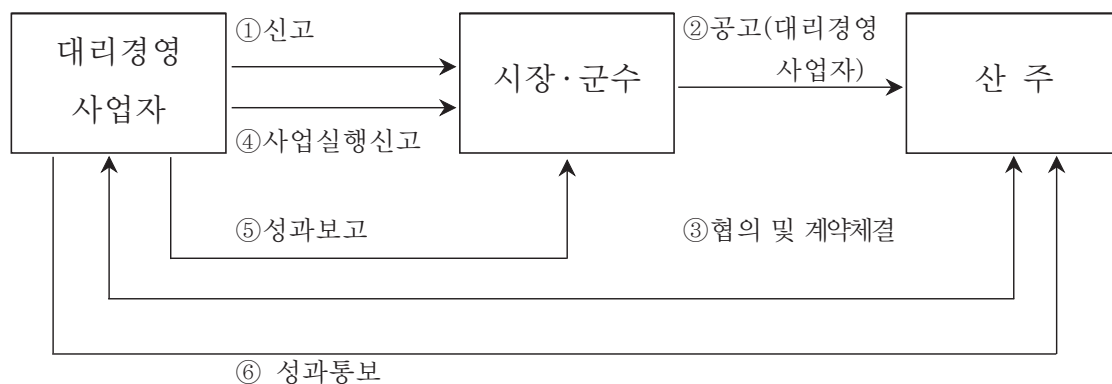 ①신고
②공고(대리경영
사업자)
대리경영
사업자
시장·군수
산 주
④사업실행신고
⑤성과보고
③협의 및 계약체결
⑥ 성과통보